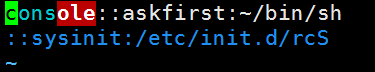 console::askfirst:~/bin/sh
::sysinit:/etc/init.d/rcS
~